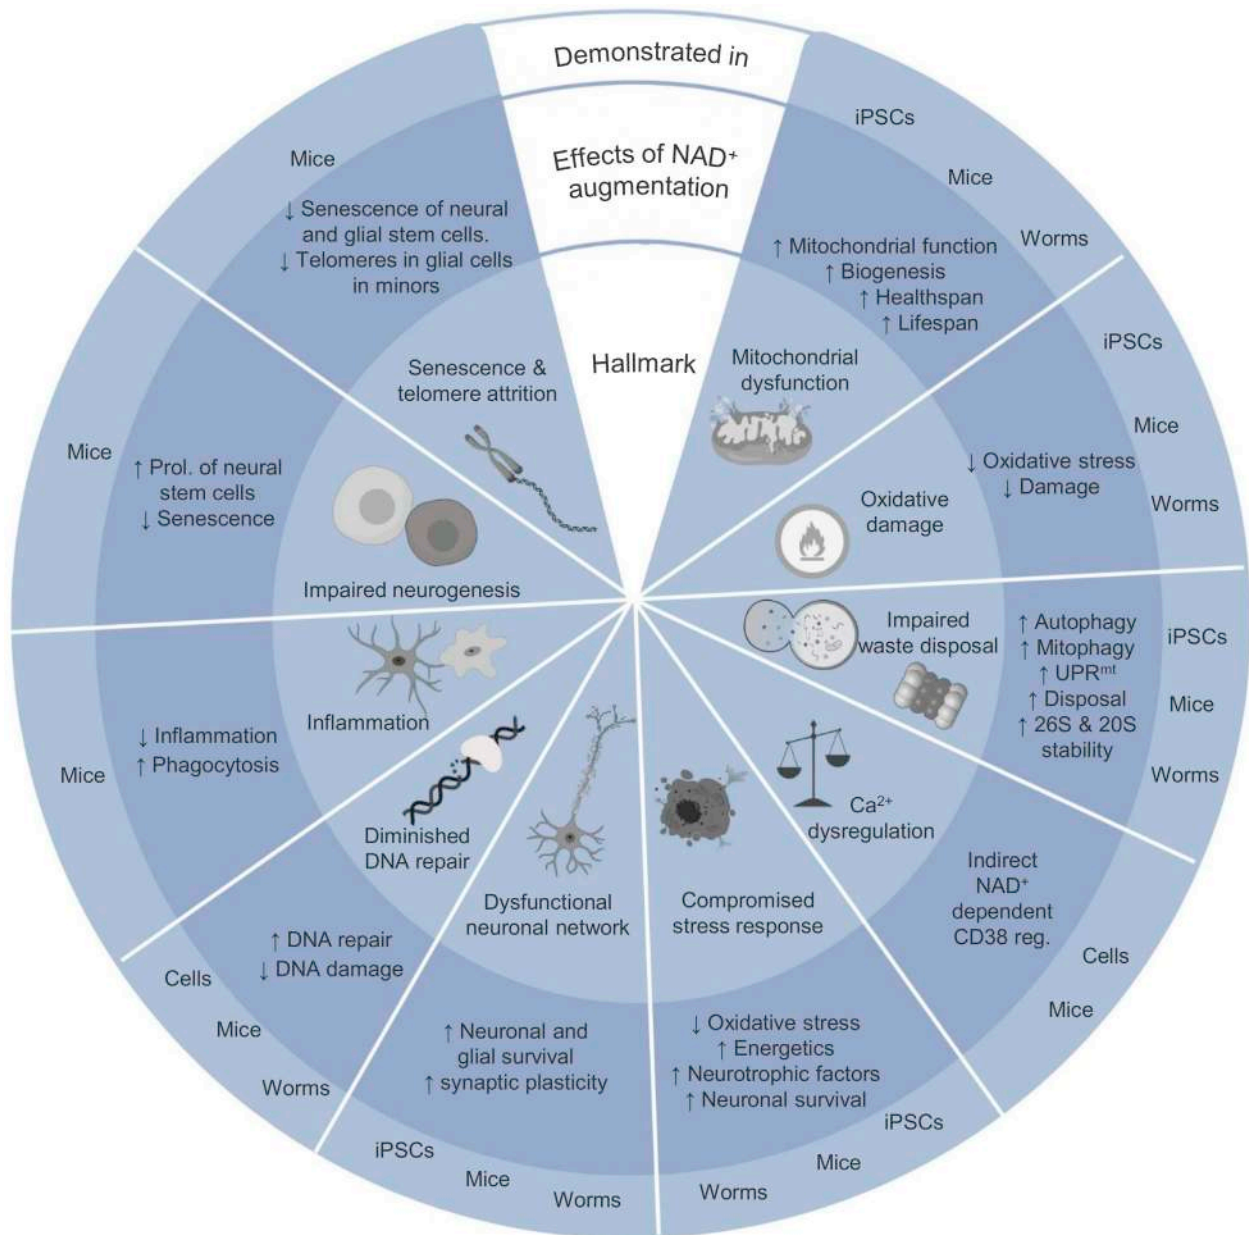 Demonstrated in
Effects of NAD⁺
augmentation
Hallmark
iPSCs
Mice
Worms
↑ Mitochondrial function
↑ Biogenesis
↑ Healthspan
↑ Lifespan
Mitochondrial
dysfunction
iPSCs
Mice
Worms
↓ Oxidative stress
↓ Damage
Oxidative
damage
iPSCs
Mice
Worms
↑ Autophagy
↑ Mitophagy
↑ UPRᵐᵗ
↑ Disposal
↑ 26S & 20S
stability
Impaired
waste disposal
Cells
Mice
Indirect
NAD⁺
dependent
CD38 reg.
Ca²⁺
dysregulation
iPSCs
Mice
Worms
↓ Oxidative stress
↑ Energetics
↑ Neurotrophic factors
↑ Neuronal survival
Compromised
stress response
iPSCs
Mice
Worms
↑ Neuronal and
glial survival
↑ synaptic plasticity
Dysfunctional
neuronal network
Cells
Mice
Worms
↑ DNA repair
↓ DNA damage
Diminished
DNA repair
Mice
↓ Inflammation
↑ Phagocytosis
Inflammation
Mice
↑ Prol. of neural
stem cells
↓ Senescence
Impaired neurogenesis
Mice
↓ Senescence of neural
and glial stem cells.
↓ Telomeres in glial cells
in minors
Senescence &
telomere attrition